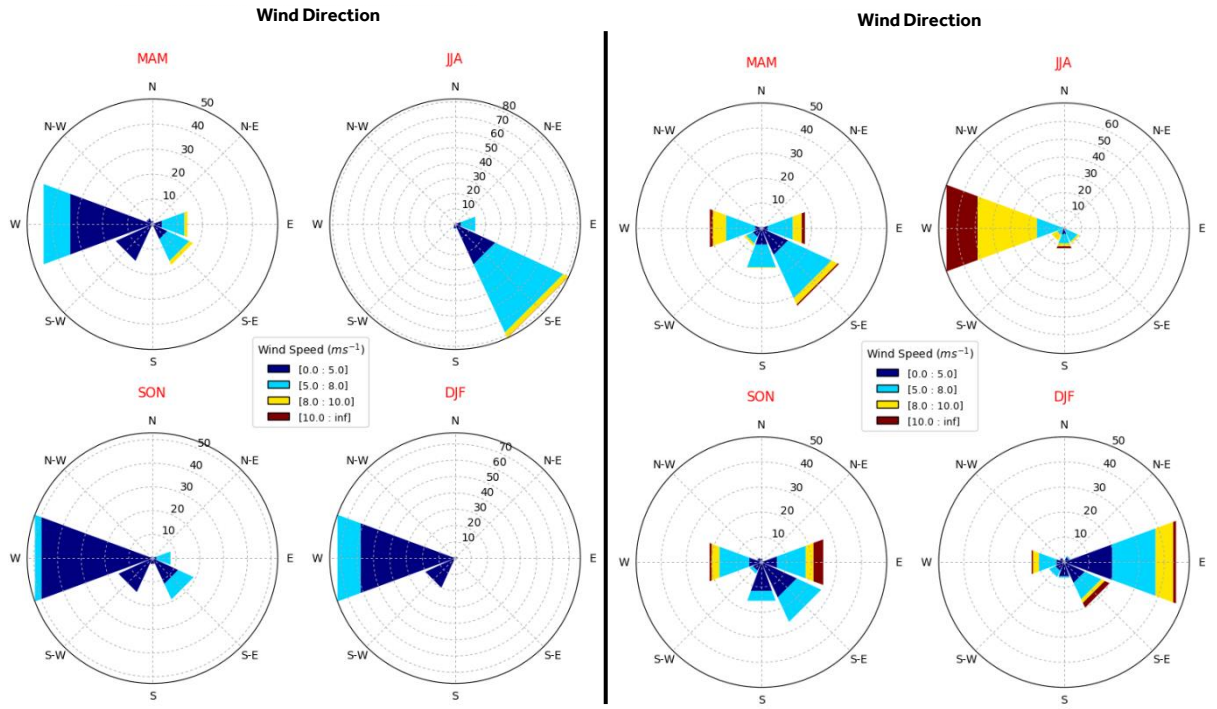 Wind Direction
MAM
N
N-W
50
N-E
40
30
20
10
W
E
S-W
S-E
S
JJA
N
N-W
80
N-E
70
60
50
40
30
20
10
W
E
S-W
S-E
S
Wind Speed (ms⁻¹)
[0.0 : 5.0]
[5.0 : 8.0]
[8.0 : 10.0]
[10.0 : inf]
SON
N
N-W
50
N-E
40
30
20
10
W
E
S-W
S-E
S
DJF
N
N-W
70
N-E
60
50
40
30
20
10
W
E
S-W
S-E
S
Wind Direction
MAM
N
N-W
50
N-E
40
30
20
10
W
E
S-W
S-E
S
JJA
N
N-W
60
N-E
50
40
30
20
10
W
E
S-W
S-E
S
Wind Speed (ms⁻¹)
[0.0 : 5.0]
[5.0 : 8.0]
[8.0 : 10.0]
[10.0 : inf]
SON
N
N-W
50
N-E
40
30
20
10
W
E
S-W
S-E
S
DJF
N
N-W
50
N-E
40
30
20
10
W
E
S-W
S-E
S